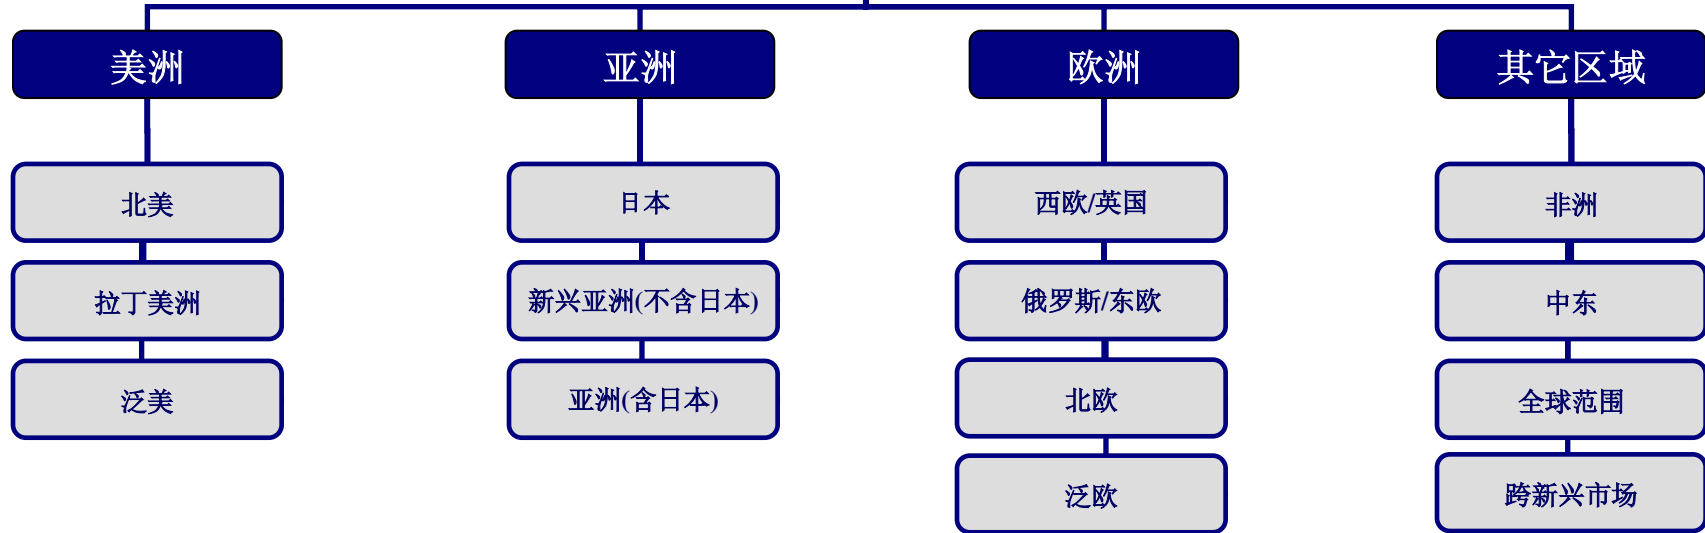 美洲
亚洲
欧洲
其它区域
北美
日本
西欧/英国
非洲
拉丁美洲
新兴亚洲(不含日本)
俄罗斯/东欧
中东
泛美
亚洲(含日本)
北欧
全球范围
泛欧
跨新兴市场